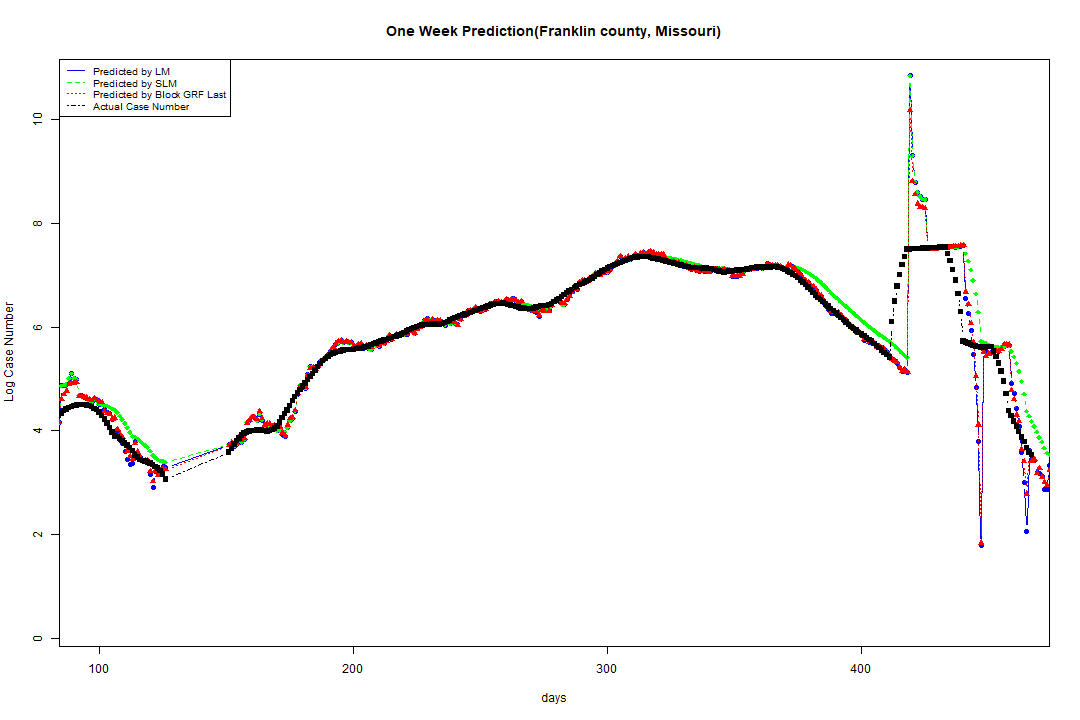 One Week Prediction(Franklin county, Missouri)
Predicted by LM
Predicted by SLM
Predicted by Block GRF Last
Actual Case Number
Log Case Number
10
8
6
4
2
0
100
200
300
400
days